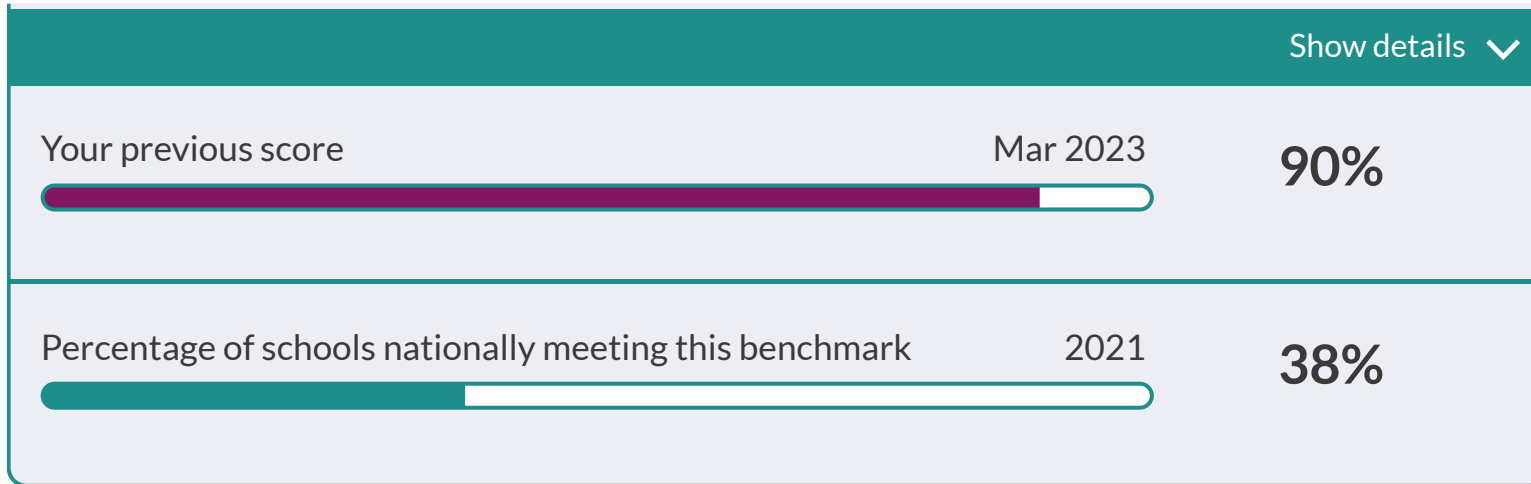 Show details
Your previous score Mar 2023 90%
Percentage of schools nationally meeting this benchmark 2021 38%